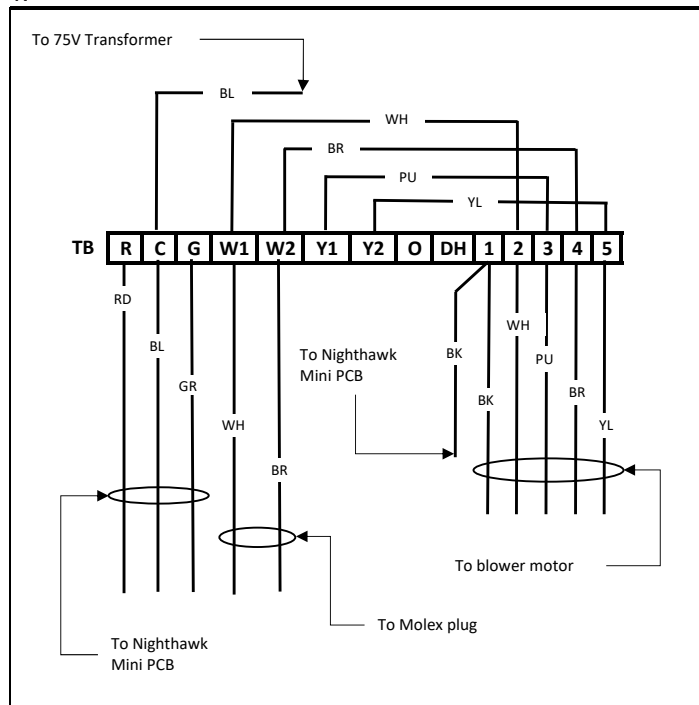 To 75V Transformer
BL
WH
BR
PU
YL
TB R C G W1 W2 Y1 Y2 O DH 1 2 3 4 5
RD
BL
GR
WH
BR
To Nighthawk
Mini PCB
BK
BK
WH
PU
BR
YL
To blower motor
To Molex plug
To Nighthawk
Mini PCB